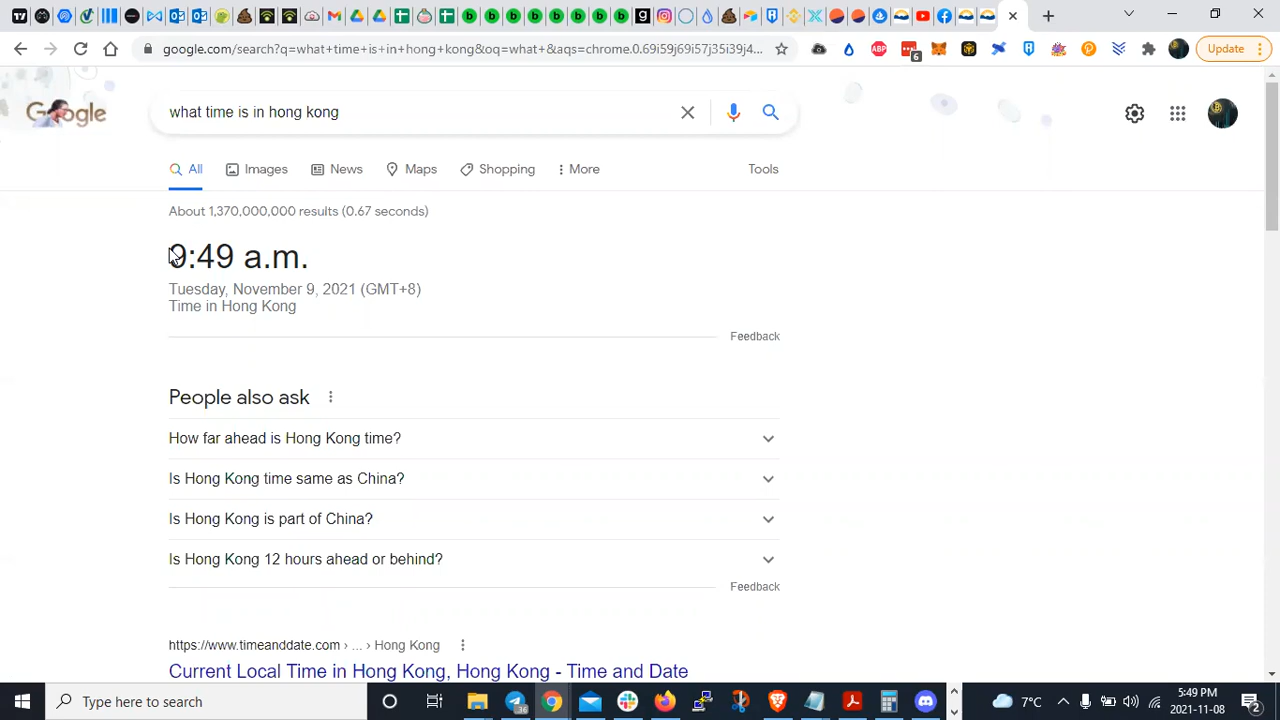 google.com/search?q=what+time+is+in+hong+kong&oq=what+&aqs=chrome.0.69i59j69i57j35i39j4...
6
Update
Google
what time is in hong kong
All
Images
News
Maps
Shopping
More
Tools
About 1,370,000,000 results (0.67 seconds)
9:49 a.m.
Tuesday, November 9, 2021 (GMT+8)
Time in Hong Kong
Feedback
People also ask
How far ahead is Hong Kong time?
Is Hong Kong time same as China?
Is Hong Kong is part of China?
Is Hong Kong 12 hours ahead or behind?
Feedback
https://www.timeanddate.com › ... › Hong Kong
Current Local Time in Hong Kong, Hong Kong - Time and Date
Type here to search
36
7°C
5:49 PM
2021-11-08
2